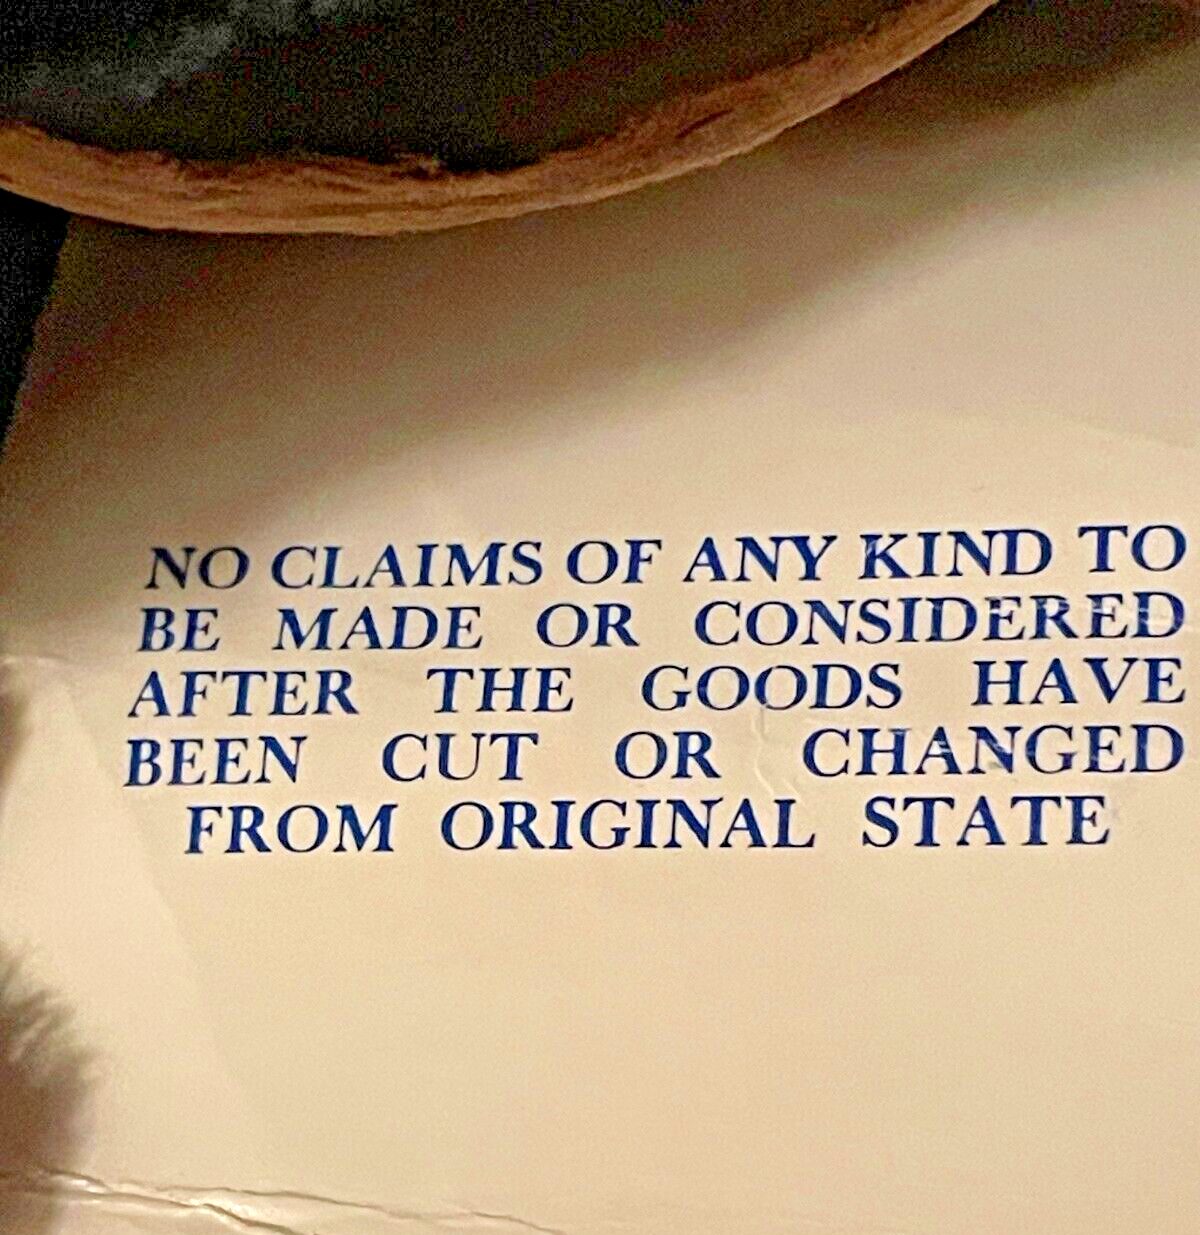 NO CLAIMS OF ANY KIND TO
BE MADE OR CONSIDERED
AFTER THE GOODS HAVE
BEEN CUT OR CHANGED
FROM ORIGINAL STATE